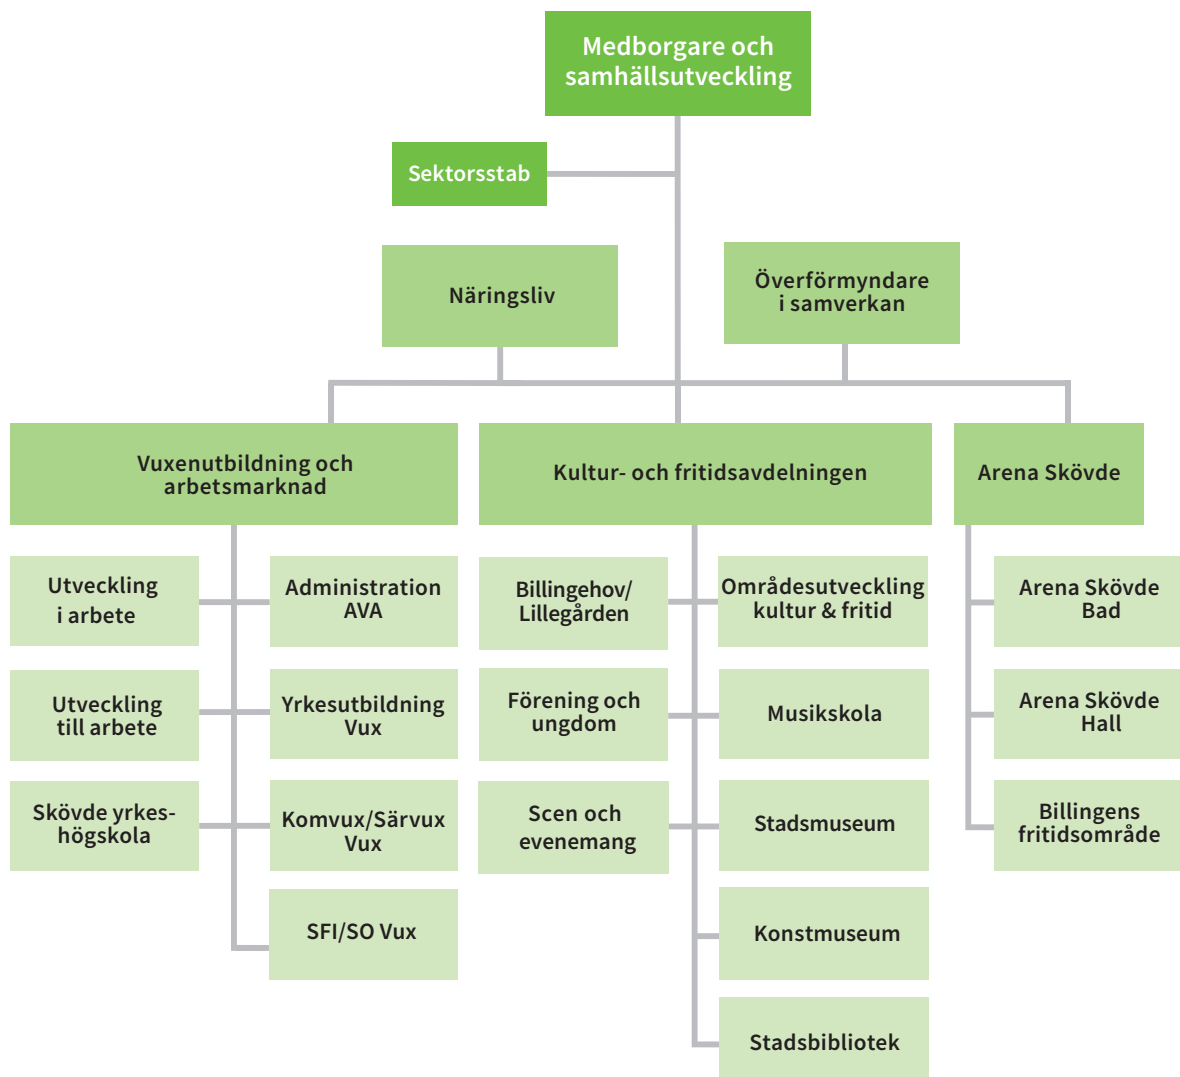 Medborgare och
samhällsutveckling
Sektorsstab
Näringsliv
Överförmyndare
i samverkan
Vuxenutbildning och
arbetsmarknad
Kultur- och fritidsavdelningen
Arena Skövde
Utveckling
i arbete
Administration
AVA
Utveckling
till arbete
Yrkesutbildning
Vux
Skövde yrkes-
högskola
Komvux/Särvux
Vux
SFI/SO Vux
Billingehov/
Lillegården
Områdesutveckling
kultur & fritid
Förening och
ungdom
Musikskola
Scen och
evenemang
Stadsmuseum
Konstmuseum
Stadsbibliotek
Arena Skövde
Bad
Arena Skövde
Hall
Billingens
fritidsområde